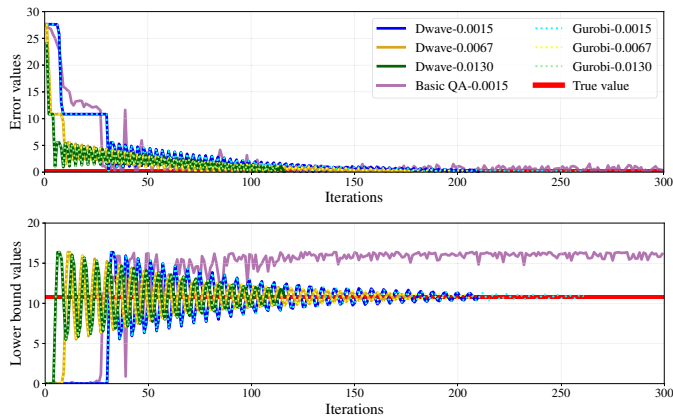 30
25
20
15
10
5
0
Error values
Dwave-0.0015
Dwave-0.0067
Dwave-0.0130
Basic QA-0.0015
Gurobi-0.0015
Gurobi-0.0067
Gurobi-0.0130
True value
0 50 100 150 200 250 300
Iterations
20
15
10
5
0
Lower bound values
0 50 100 150 200 250 300
Iterations